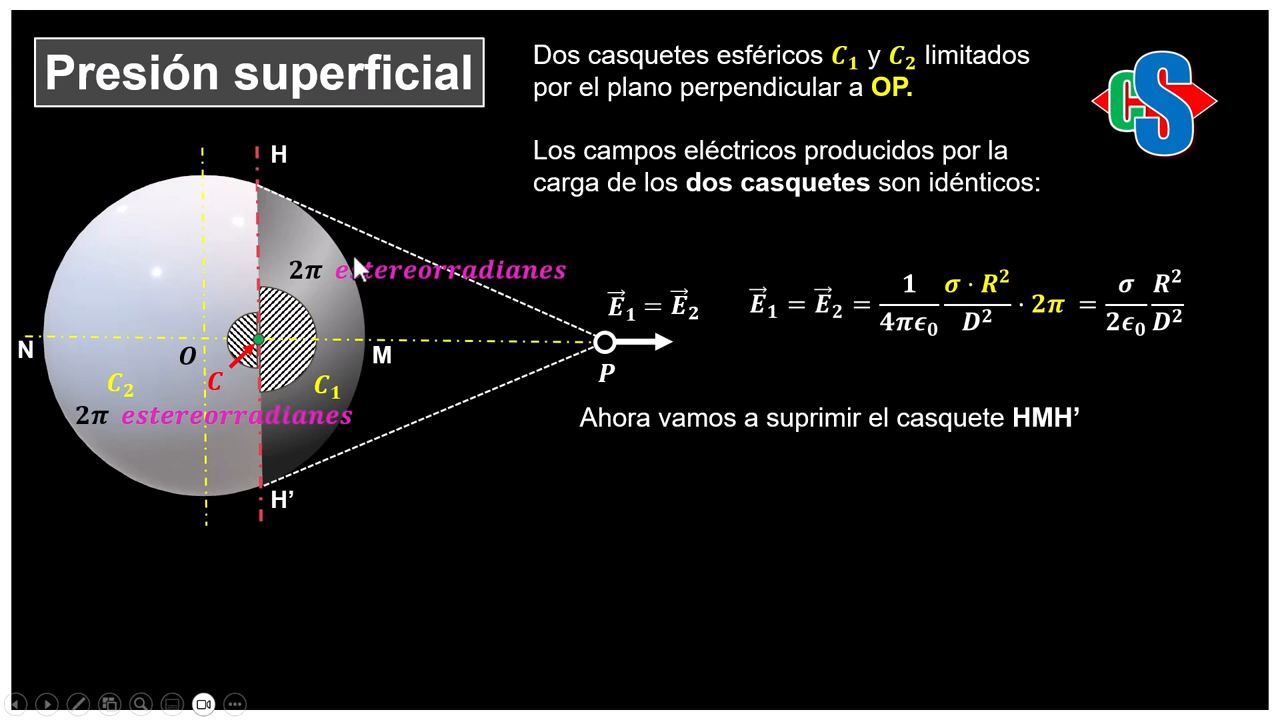 Presión superficial
Dos casquetes esféricos C₁ y C₂ limitados
por el plano perpendicular a OP.
CS
Los campos eléctricos producidos por la
carga de los dos casquetes son idénticos:
H
2π estereorradianes
E⃗₁ = E⃗₂
E⃗₁ = E⃗₂ = 1/(4πϵ₀) σ · R²/D² · 2π = σ/(2ϵ₀) R²/D²
N
O
M
P
C₂
C
C₁
2π estereorradianes
Ahora vamos a suprimir el casquete HMH’
H’